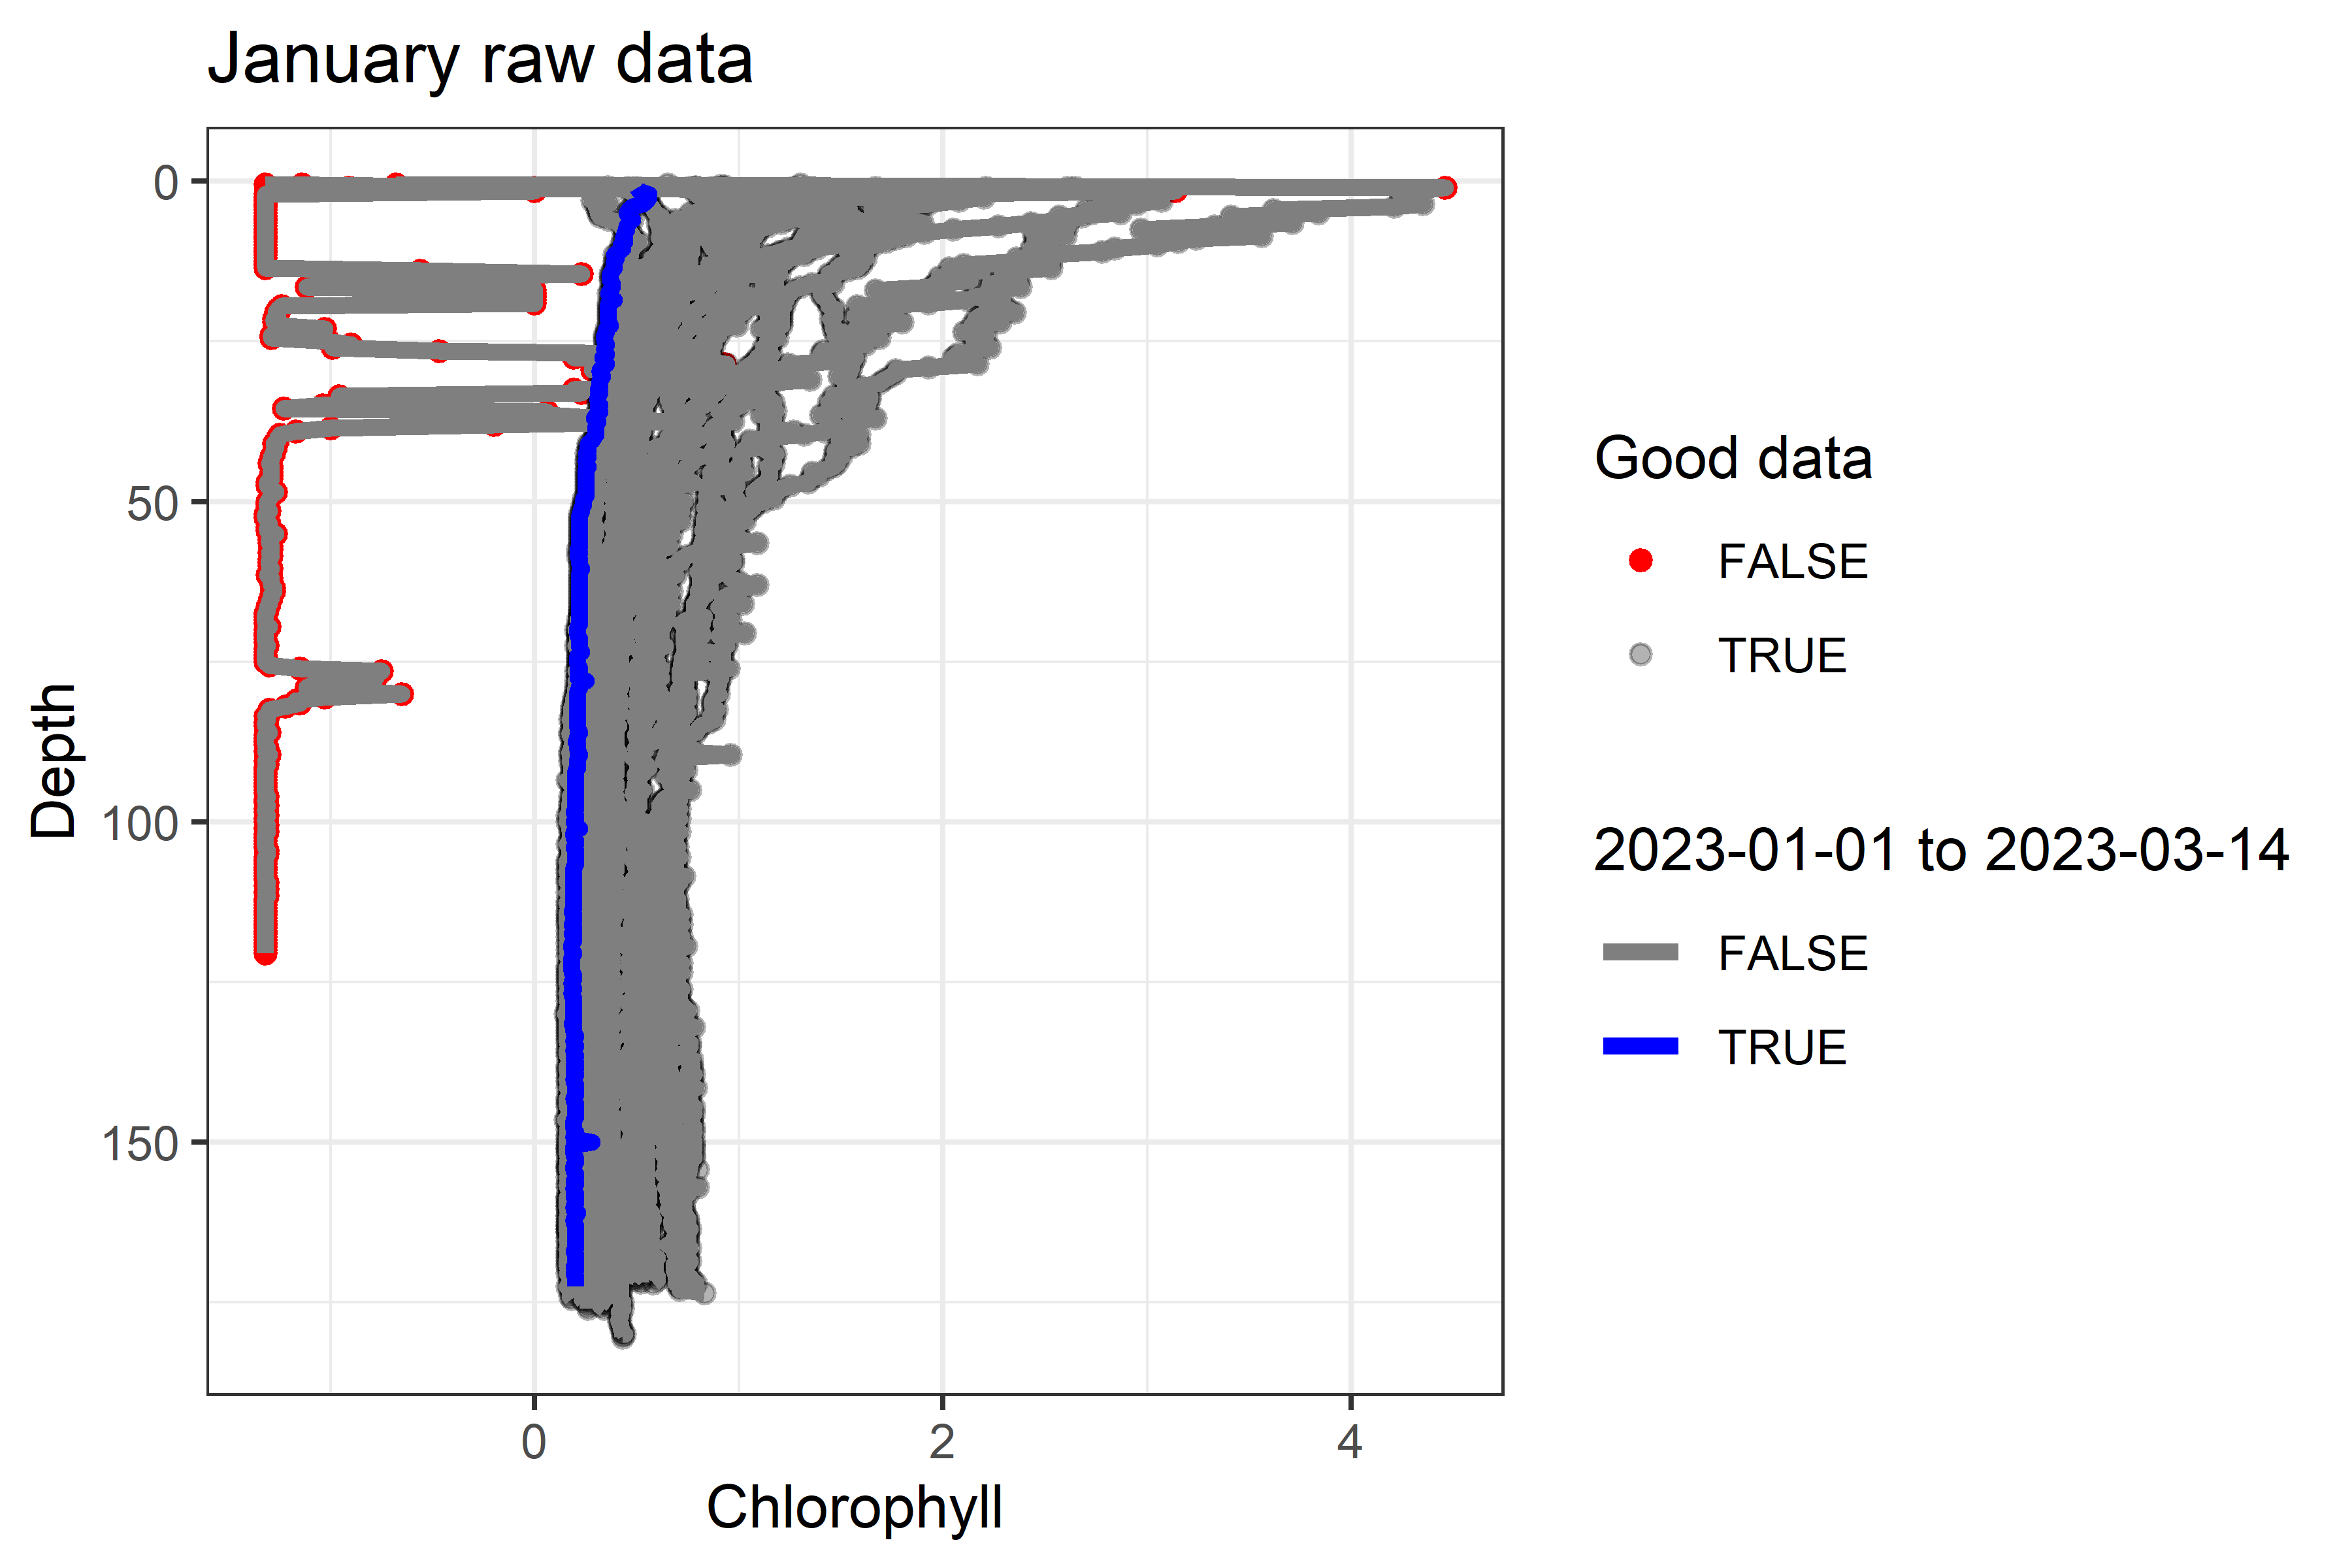 January raw data
0
50
100
150
Depth
0
2
4
Chlorophyll
Good data
FALSE
TRUE
2023-01-01 to 2023-03-14
FALSE
TRUE